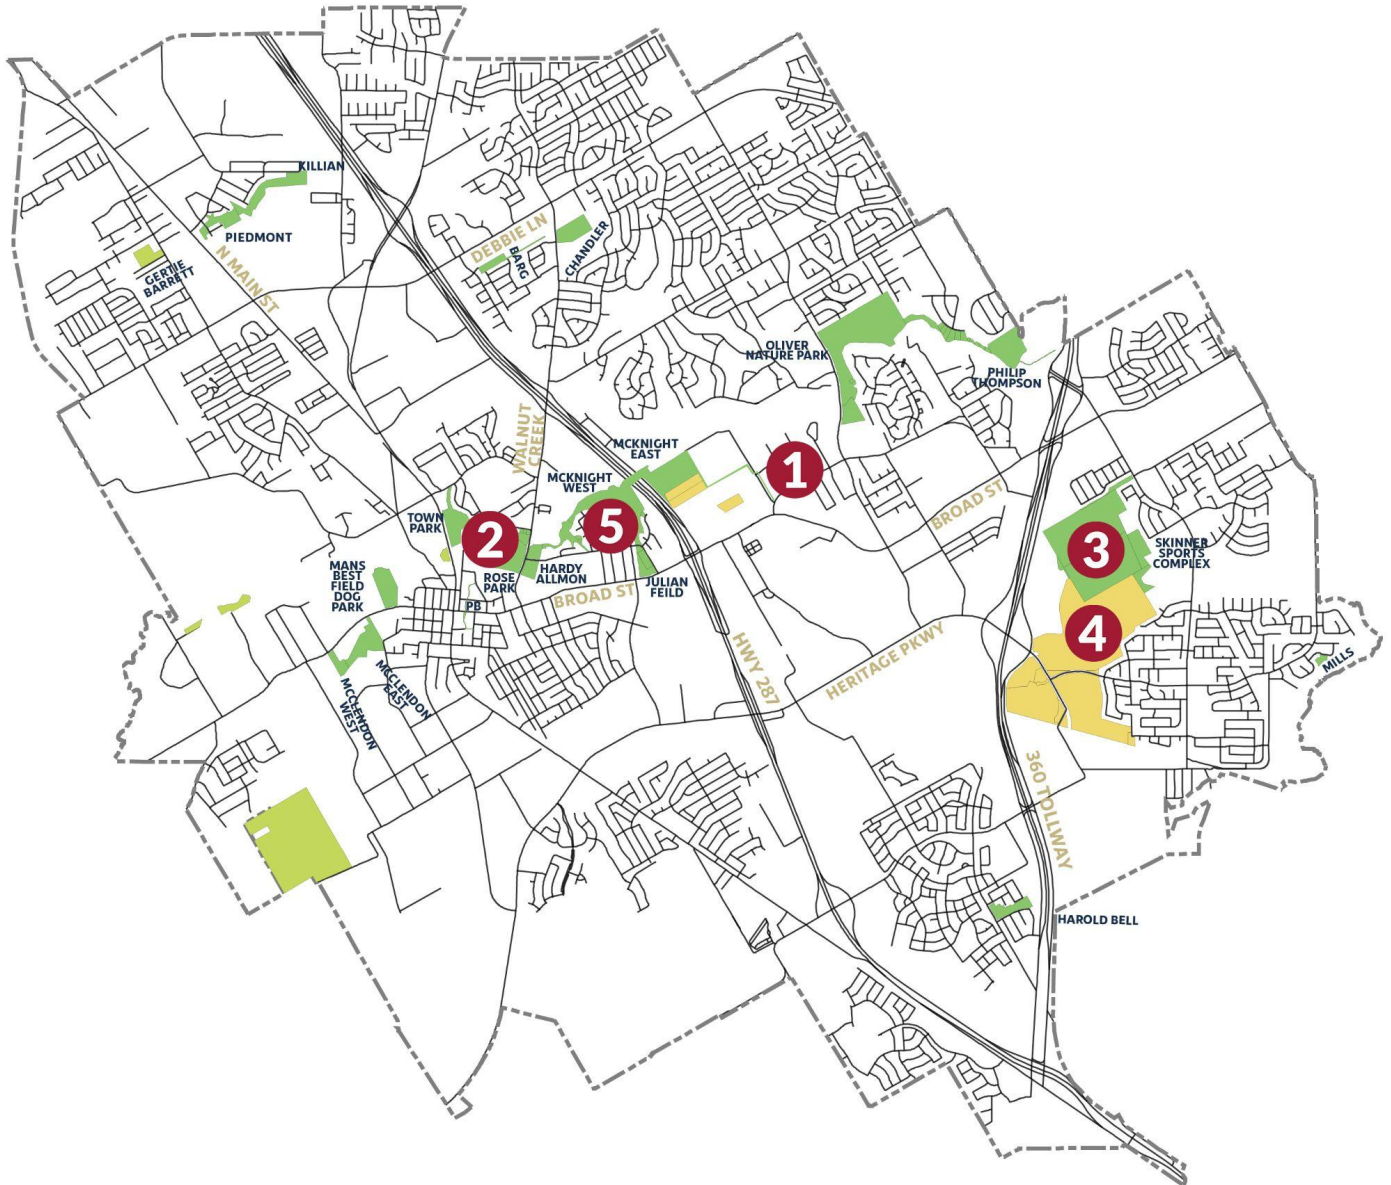 KILLIAN
PIEDMONT
GERTIE
BARRETT
N MAIN ST
DEBBIE LN
BARG
CHANDLER
OLIVER
NATURE PARK
PHILIP
THOMPSON
WALNUT
CREEK
MCKNIGHT
EAST
MCKNIGHT
WEST
1
BROAD ST
TOWN
PARK
2
5
3
SKINNER
SPORTS
COMPLEX
MANS
BEST
FIELD
DOG
PARK
ROSE
PARK
HARDY
ALLMON
JULIAN
FEILD
PB
BROAD ST
4
HWY 287
HERITAGE PKWY
MILLS
MCCLENDON
EAST
MCCLENDON
WEST
360 TOLLWAY
HAROLD BELL